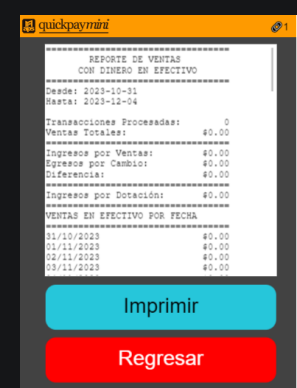 quickpaymini 1
REPORTE DE VENTAS
CON DINERO EN EFECTIVO
Desde: 2023-10-31
Hasta: 2023-12-04
Transacciones Procesadas: 0
Ventas Totales: $0.00
Ingresos por Ventas: $0.00
Egresos por Cambio: $0.00
Diferencia: $0.00
Ingresos por Dotación: $0.00
VENTAS EN EFECTIVO POR FECHA
31/10/2023 $0.00
01/11/2023 $0.00
02/11/2023 $0.00
03/11/2023 $0.00
Imprimir
Regresar